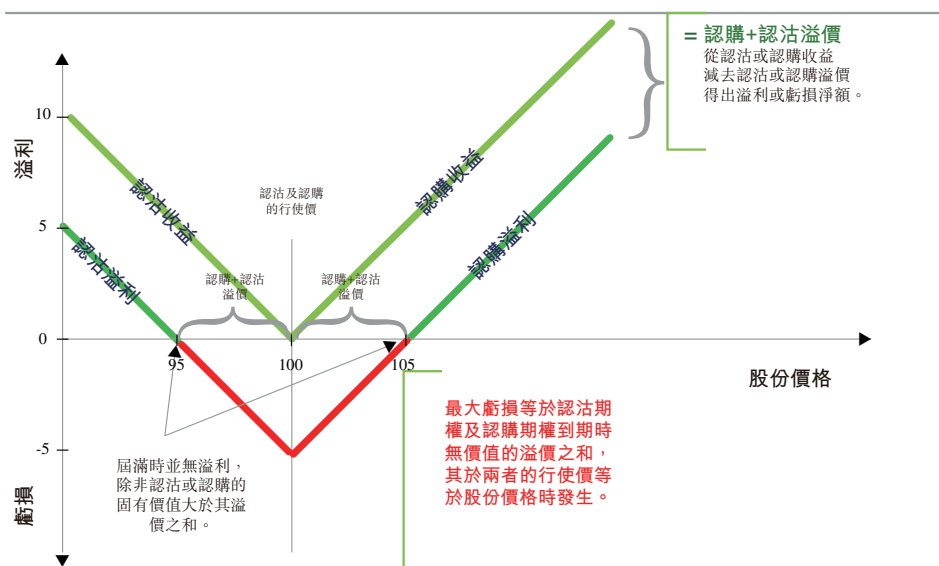 = 認購+認沽溢價
從認沽或認購收益
減去認沽或認購溢價
得出溢利或虧損淨額。
溢利
10
5
0
-5
虧損
認沽收益
認沽溢利
認沽及認購
的行使價
認購收益
認購溢利
認購+認沽
溢價
認購+認沽
溢價
95
100
105
股份價格
屆滿時並無溢利，
除非認沽或認購的
固有價值大於其溢
價之和。
最大虧損等於認沽期
權及認購期權到期時
無價值的溢價之和，
其於兩者的行使價等
於股份價格時發生。